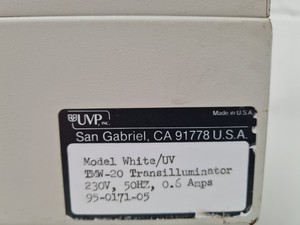 UVP, INC.
Made in U.S.A.
San Gabriel, CA 91778 U.S.A.
Model White/UV
TMW-20 Transilluminator
230V, 50HZ, 0.6 Amps
95-0171-05